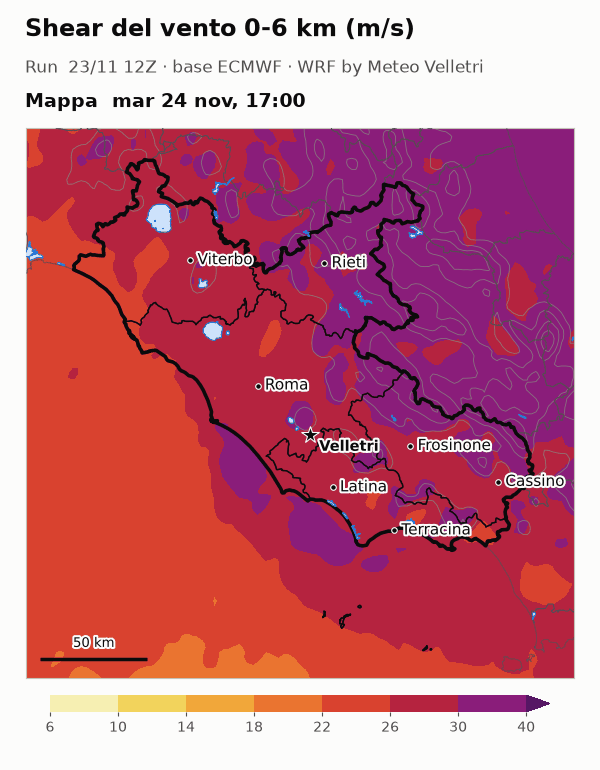 Shear del vento 0-6 km (m/s)
Run  23/11 12Z · base ECMWF · WRF by Meteo Velletri
Mappa  mar 24 nov, 17:00
Viterbo
Rieti
Roma
Velletri
Frosinone
Latina
Cassino
Terracina
50 km
6 10 14 18 22 26 30 40